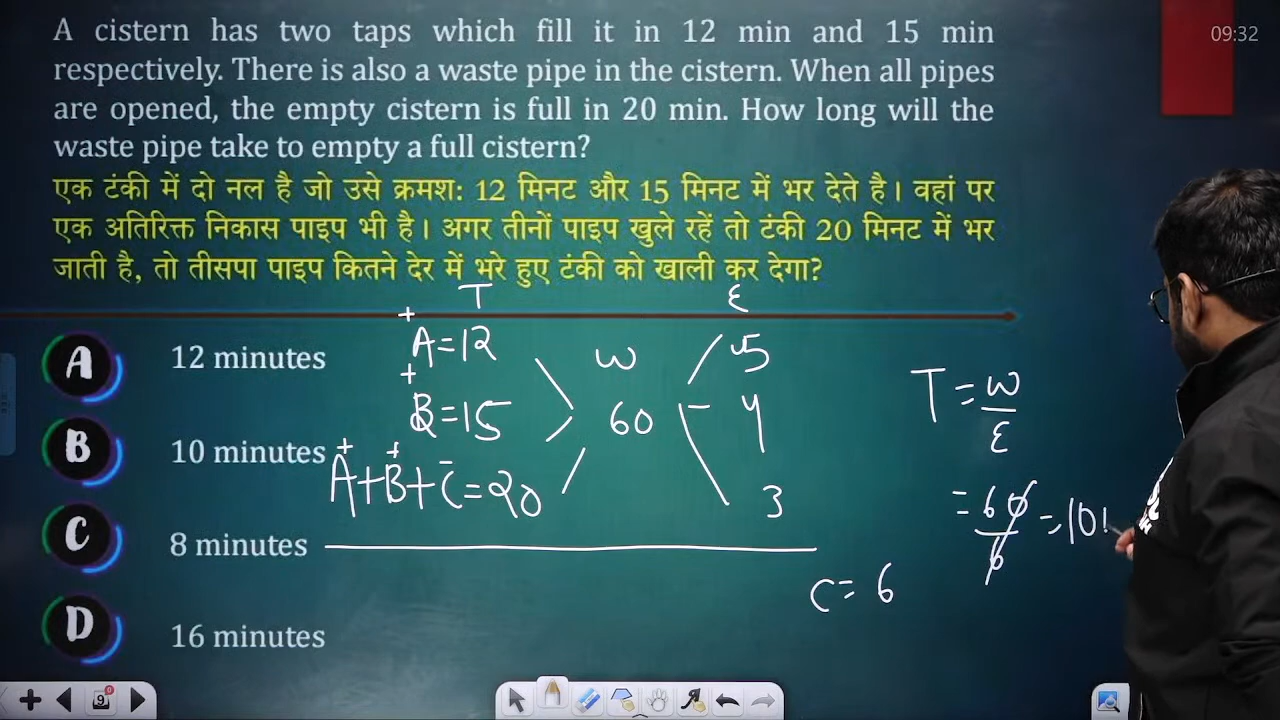 A cistern has two taps which fill it in 12 min and 15 min
respectively. There is also a waste pipe in the cistern. When all pipes
are opened, the empty cistern is full in 20 min. How long will the
waste pipe take to empty a full cistern?
09:32
एक टंकी में दो नल है जो उसे क्रमश: 12 मिनट और 15 मिनट में भर देते है। वहां पर
एक अतिरिक्त निकास पाइप भी है। अगर तीनों पाइप खुले रहें तो टंकी 20 मिनट में भर
जाती है, तो तीसपा पाइप कितने देर में भरे हुए टंकी को खाली कर देगा?
T
ε
A 12 minutes
B 10 minutes
C 8 minutes
D 16 minutes
+
A=12
+
B=15
+ + -
A+B+C=20
w
60
5
4
3
C= 6
T = w/ε
= 60/6 = 10
9